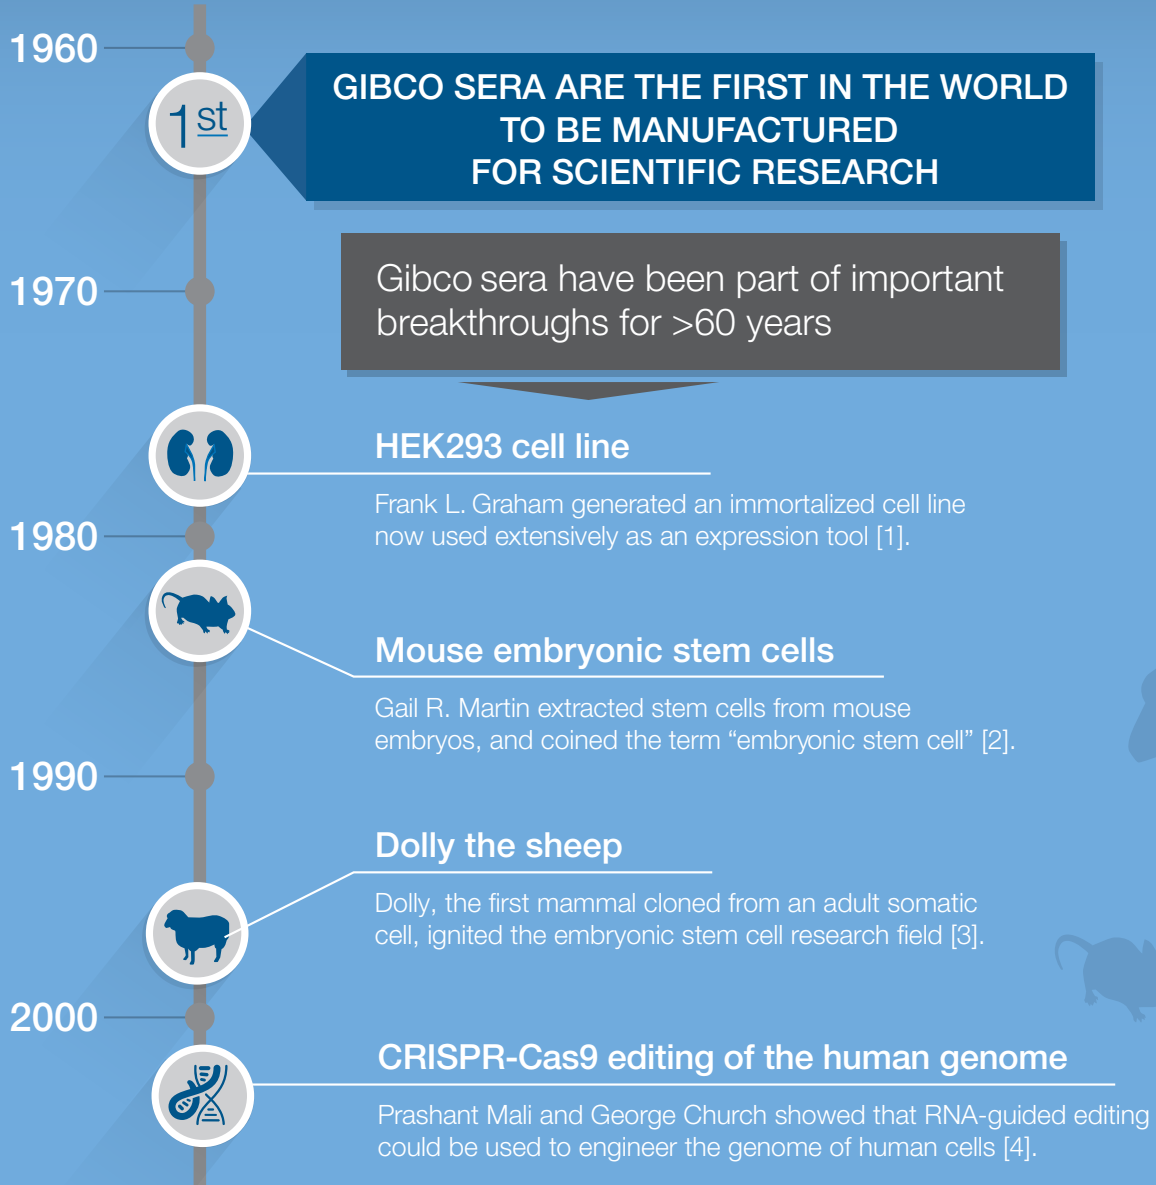 1960
1st
GIBCO SERA ARE THE FIRST IN THE WORLD
TO BE MANUFACTURED
FOR SCIENTIFIC RESEARCH
1970
Gibco sera have been part of important
breakthroughs for >60 years
HEK293 cell line
Frank L. Graham generated an immortalized cell line
now used extensively as an expression tool [1].
1980
Mouse embryonic stem cells
Gail R. Martin extracted stem cells from mouse
embryos, and coined the term “embryonic stem cell” [2].
1990
Dolly the sheep
Dolly, the first mammal cloned from an adult somatic
cell, ignited the embryonic stem cell research field [3].
2000
CRISPR-Cas9 editing of the human genome
Prashant Mali and George Church showed that RNA-guided editing
could be used to engineer the genome of human cells [4].